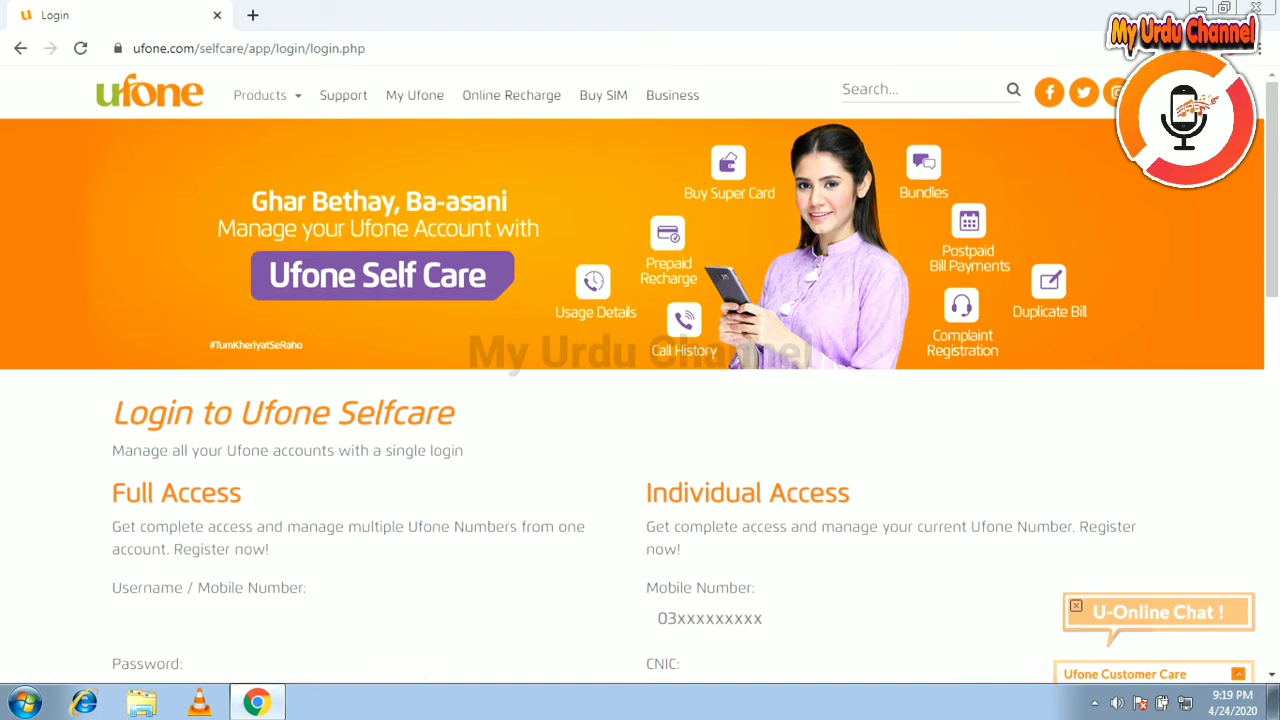 Login
My Urdu Channel
ufone.com/selfcare/app/login/login.php
ufone
Products
Support
My Ufone
Online Recharge
Buy SIM
Business
Search...
Ghar Bethay, Ba-asani
Manage your Ufone Account with
Ufone Self Care
#TumKheriyatSeRaho
Buy Super Card
Bundles
Prepaid
Recharge
Postpaid
Bill Payments
Usage Details
Duplicate Bill
Call History
Complaint
Registration
My Urdu Channel
Login to Ufone Selfcare
Manage all your Ufone accounts with a single login
Full Access
Get complete access and manage multiple Ufone Numbers from one
account. Register now!
Username / Mobile Number:
Password:
Individual Access
Get complete access and manage your current Ufone Number. Register
now!
Mobile Number:
03xxxxxxxxx
CNIC:
U-Online Chat !
Ufone Customer Care
9:19 PM
4/24/2020